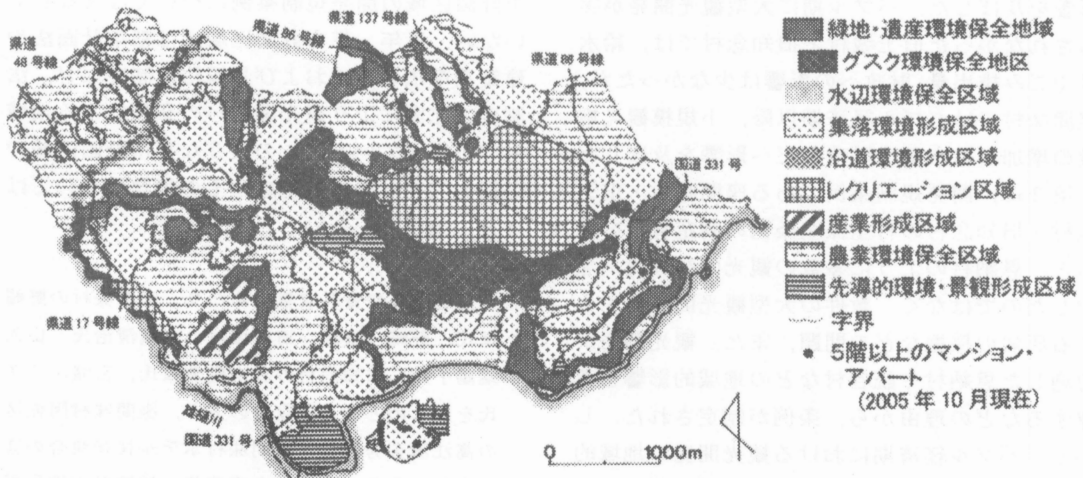 県道137号線
県道86号線
県道
48号線
県道86号線
国道331号
県道17号線
雄樋川
国道331号
0 1000m
緑地・遺産環境保全地域
グスク環境保全地区
水辺環境保全区域
集落環境形成区域
沿道環境形成区域
リクリエーション区域
産業形成区域
農業環境保全区域
先導的環境・景観形成区域
字界
5階以上のマンション・
アパート
(2005年10月現在)